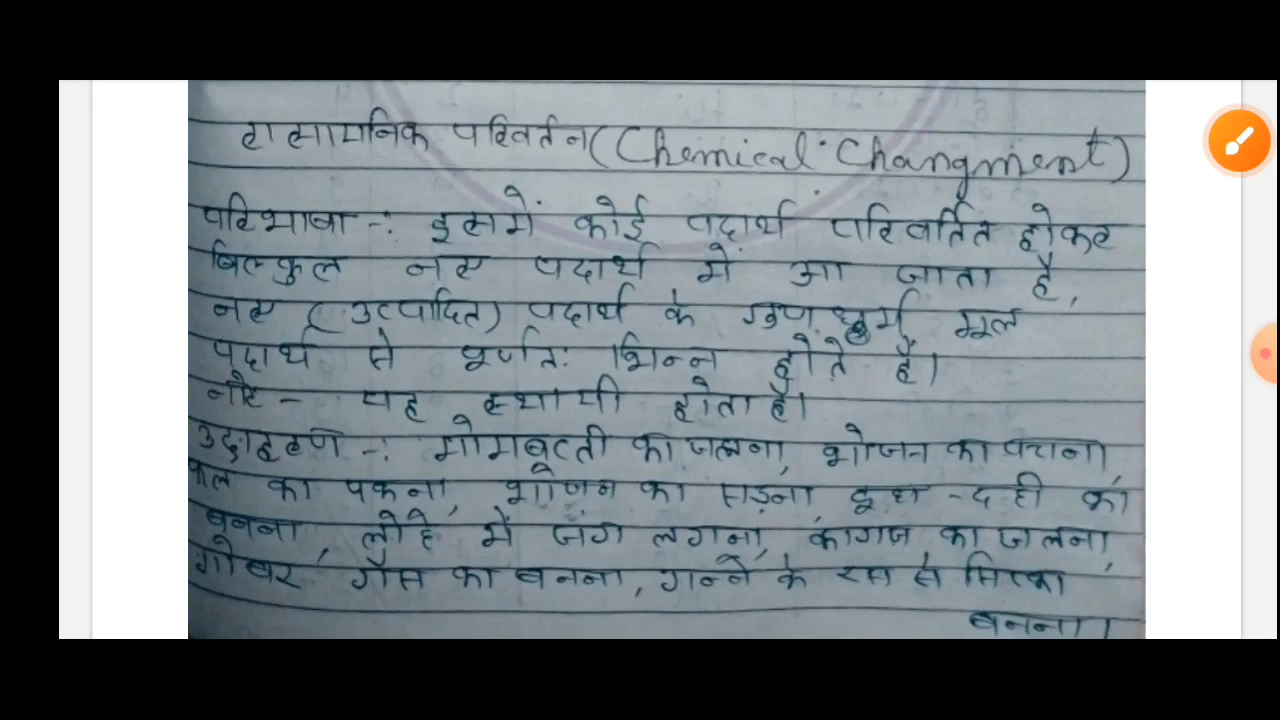 रासायनिक परिवर्तन (Chemical Changment)
परिभाषा -: इसमें कोई पदार्थ परिवर्तित होकर
बिल्कुल नए पदार्थ में आ जाता है,
नए (उत्पादित) पदार्थ के गुण धर्म मूल
पदार्थ से पूर्णतः भिन्न होते हैं।
नोट - यह स्थायी होता है।
उदाहरण -: मोमबत्ती का जलना, भोजन का पचाना
फल का पकना, भोजन का सड़ना दूध - दही का
बनना, लोहे में जंग लगना, कागज का जलना,
गोबर गैस का बनना, गन्ने के रस से सिरका
बनना।